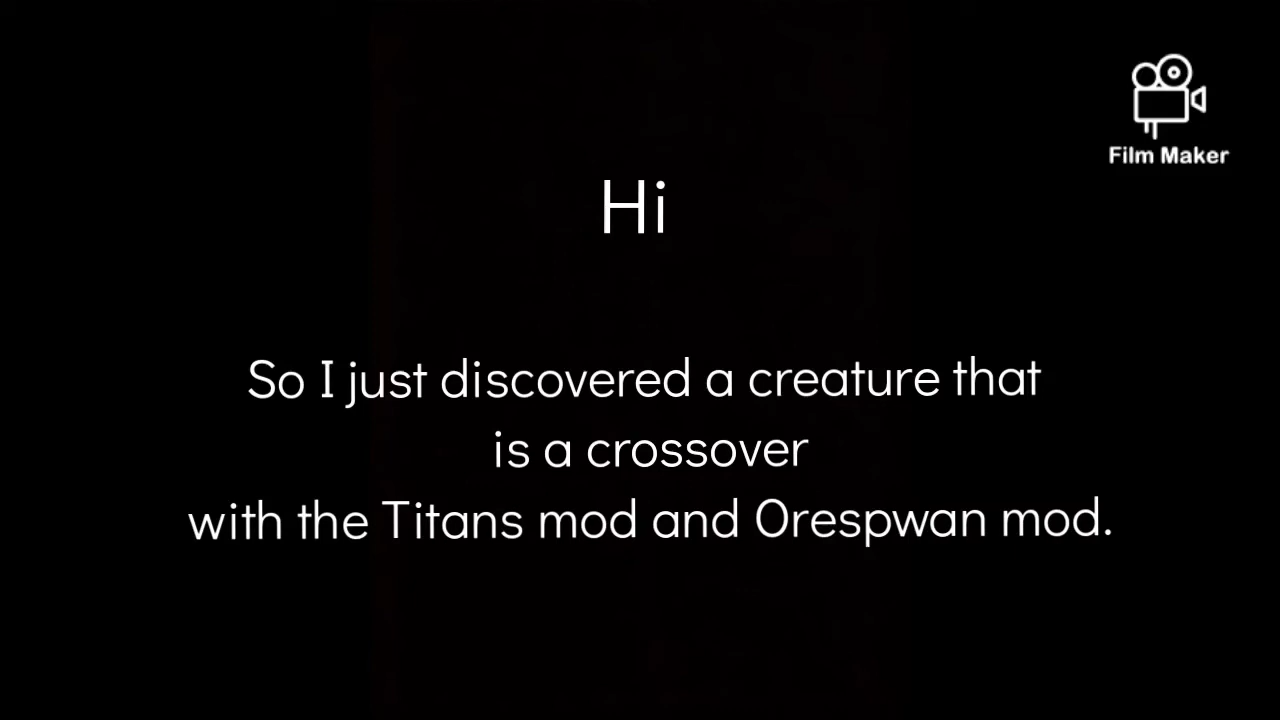 Film Maker
Hi
So I just discovered a creature that
is a crossover
with the Titans mod and Orespwan mod.